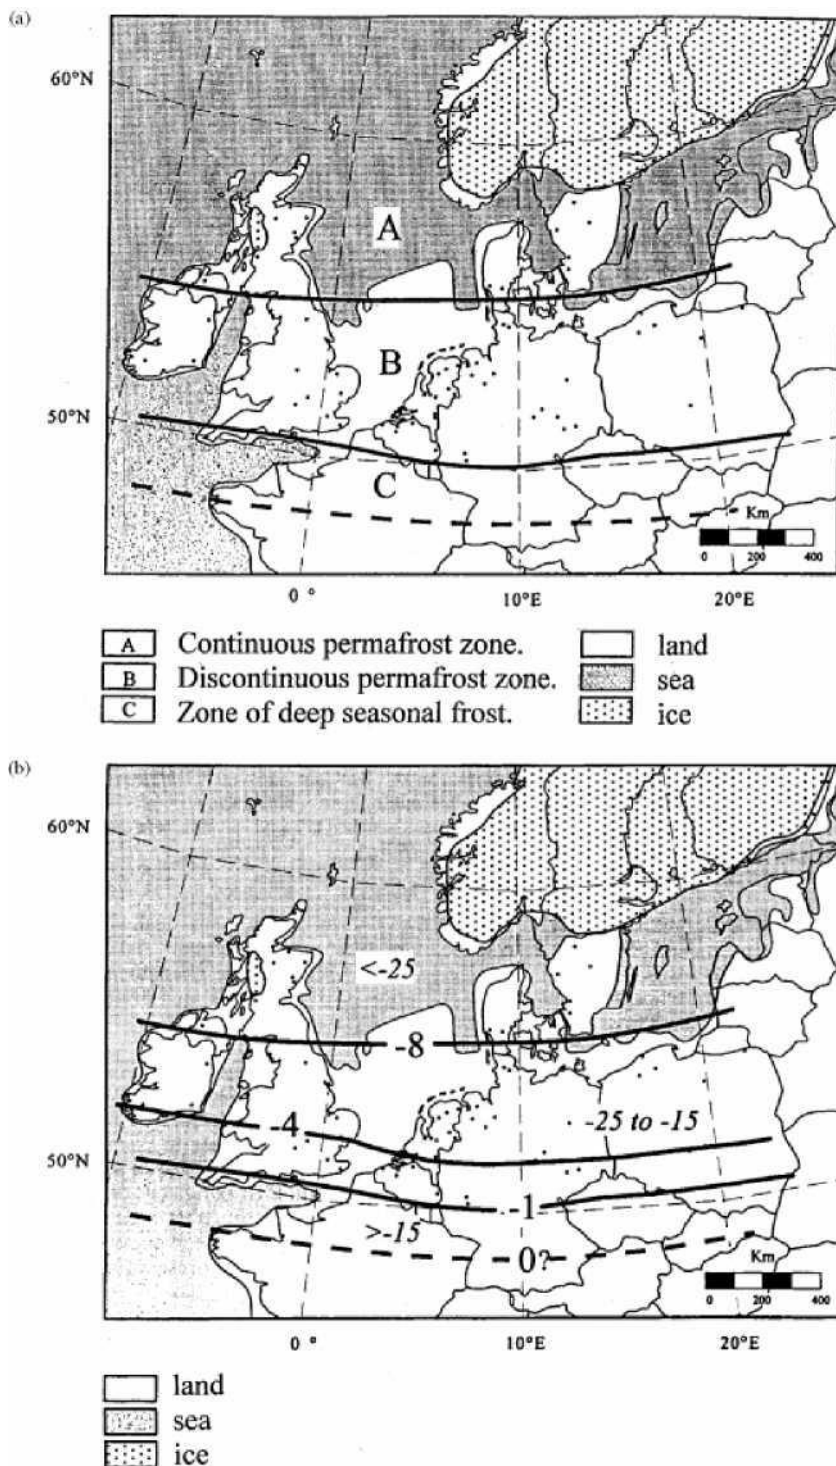 (a)
60°N
A
B
50°N
C
Km
0 200 400
0 ° 10°E 20°E
A Continuous permafrost zone.
B Discontinuous permafrost zone.
C Zone of deep seasonal frost.
land
sea
ice
(b)
60°N
<-25
-8
-4
-25 to -15
50°N
-1
>-15
0?
Km
0 200 400
0 ° 10°E 20°E
land
sea
ice